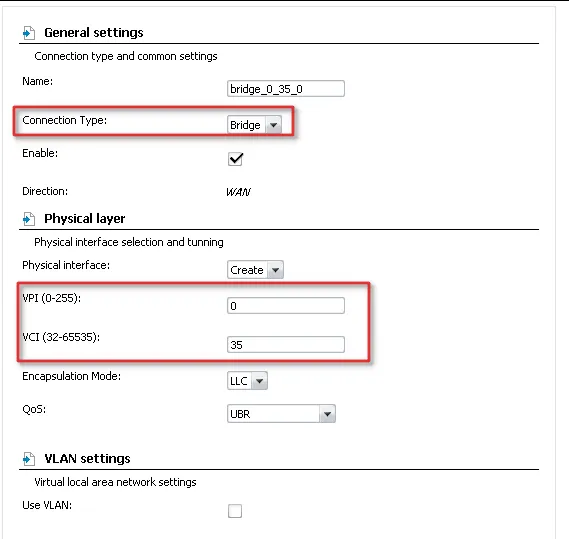 General settings
Connection type and common settings
Name: bridge_0_35_0
Connection Type: Bridge
Enable:
Direction: WAN
Physical layer
Physical interface selection and tunning
Physical interface: Create
VPI (0-255): 0
VCI (32-65535): 35
Encapsulation Mode: LLC
QoS: UBR
VLAN settings
Virtual local area network settings
Use VLAN: